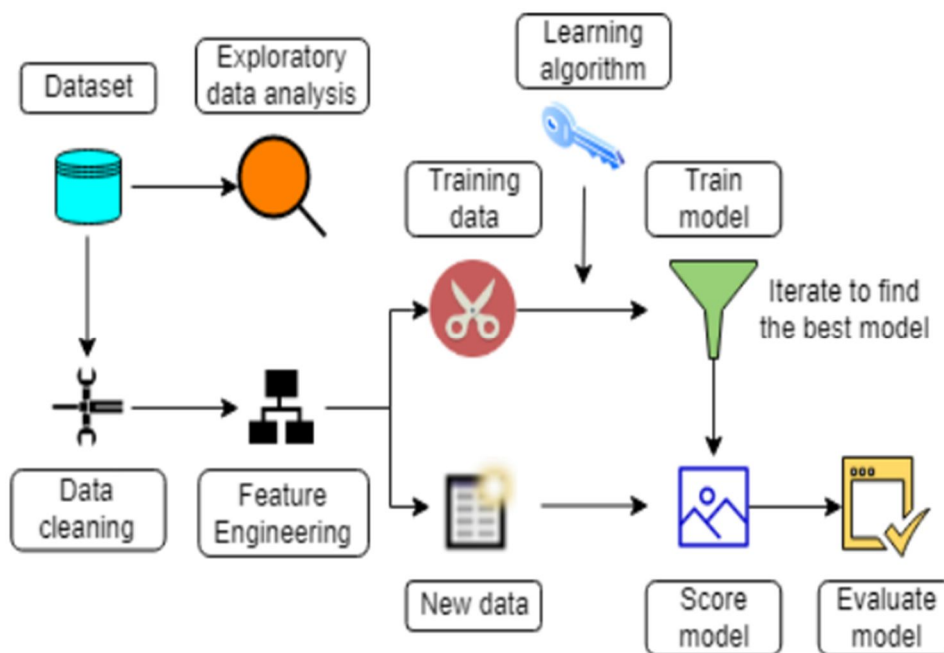 Dataset
Exploratory
data analysis
Learning
algorithm
Training
data
Train
model
Iterate to find
the best model
Data
cleaning
Feature
Engineering
New data
Score
model
Evaluate
model